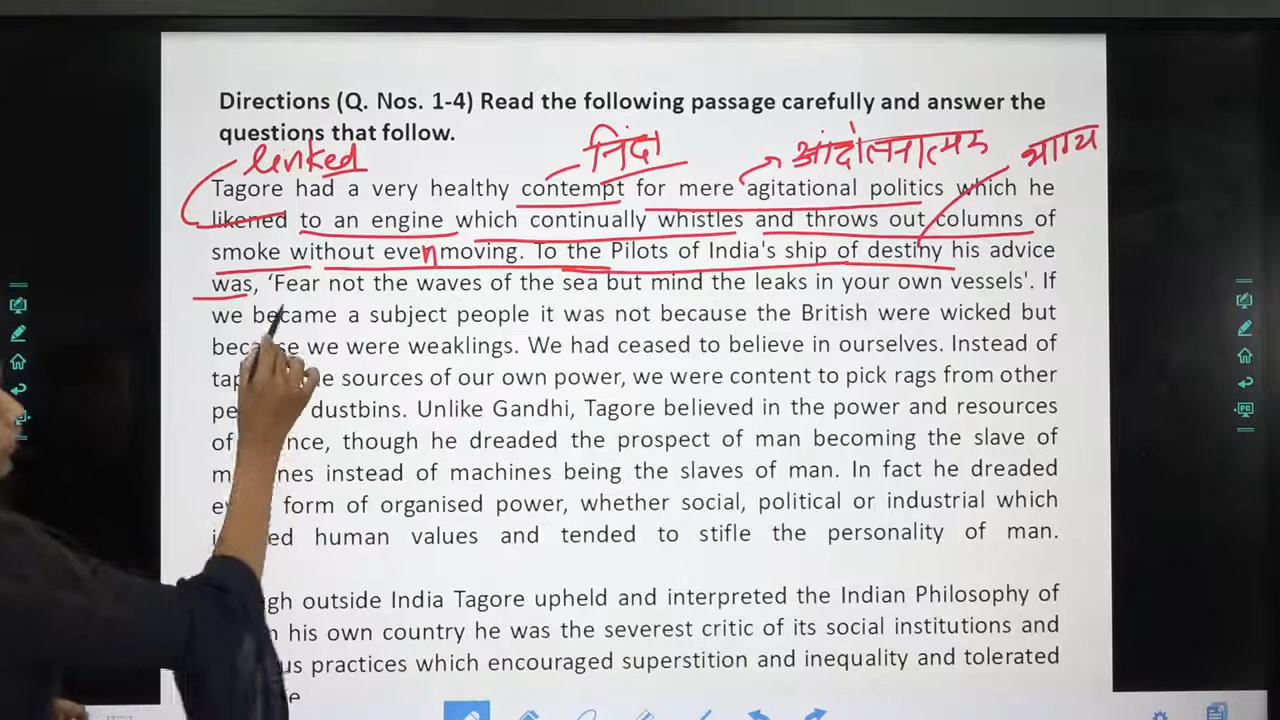 Directions (Q. Nos. 1-4) Read the following passage carefully and answer the
questions that follow.
linked निंदा आंदोलनात्मक भाग्य
Tagore had a very healthy contempt for mere agitational politics which he
likened to an engine which continually whistles and throws out columns of
smoke without even moving. To the Pilots of India's ship of destiny his advice
was, ‘Fear not the waves of the sea but mind the leaks in your own vessels'. If
we became a subject people it was not because the British were wicked but
because we were weaklings. We had ceased to believe in ourselves. Instead of
sources of our own power, we were content to pick rags from other
dustbins. Unlike Gandhi, Tagore believed in the power and resources
of though he dreaded the prospect of man becoming the slave of
instead of machines being the slaves of man. In fact he dreaded
form of organised power, whether social, political or industrial which
human values and tended to stifle the personality of man.
outside India Tagore upheld and interpreted the Indian Philosophy of
his own country he was the severest critic of its social institutions and
practices which encouraged superstition and inequality and tolerated